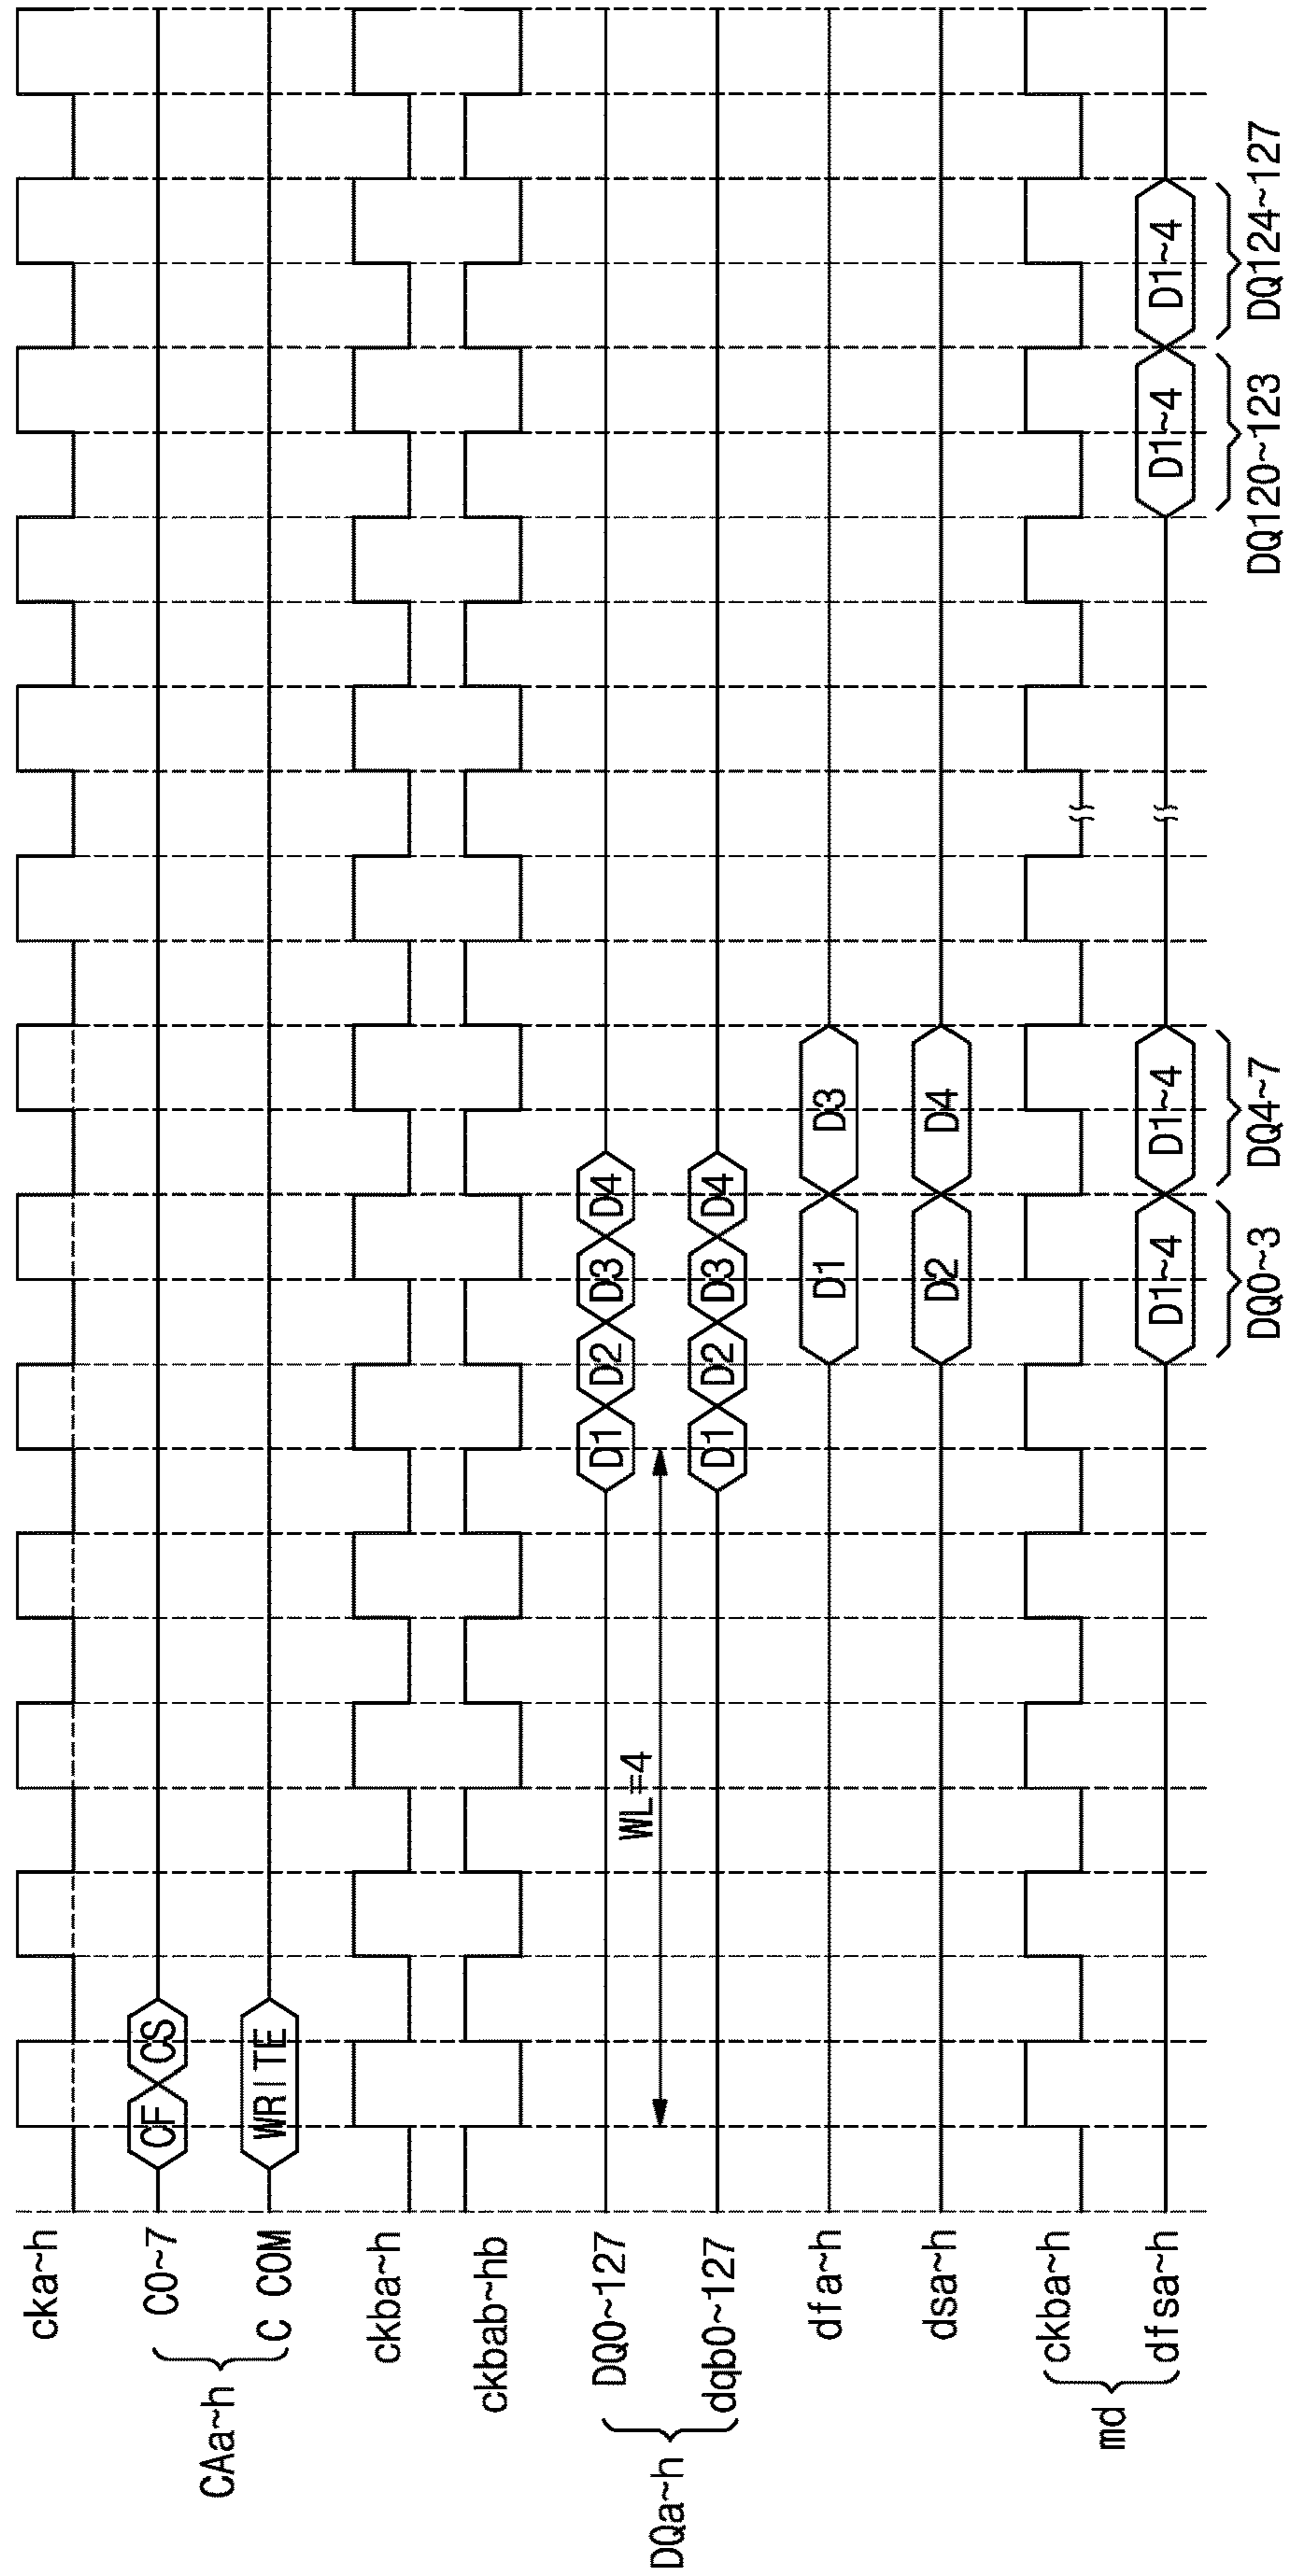 cka~h
CAa~h
C0~7 CF CS
C COM WRITE
ckba~h
ckbab~hb
DQa~h
DQ0~127 D1 D2 D3 D4
WL=4
dqb0~127 D1 D2 D3 D4
dfa~h D1 D3
dsa~h D2 D4
md
ckba~h
dfsa~h D1~4 D1~4 D1~4 D1~4
DQ0~3 DQ4~7 DQ120~123 DQ124~127